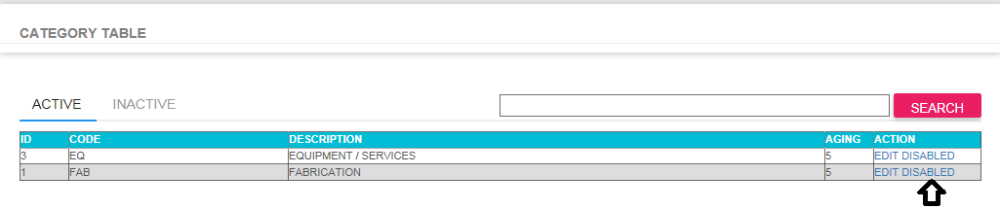 CATEGORY TABLE
ACTIVE INACTIVE SEARCH
ID CODE DESCRIPTION AGING ACTION
3 EQ EQUIPMENT / SERVICES 5 EDIT DISABLED
1 FAB FABRICATION 5 EDIT DISABLED